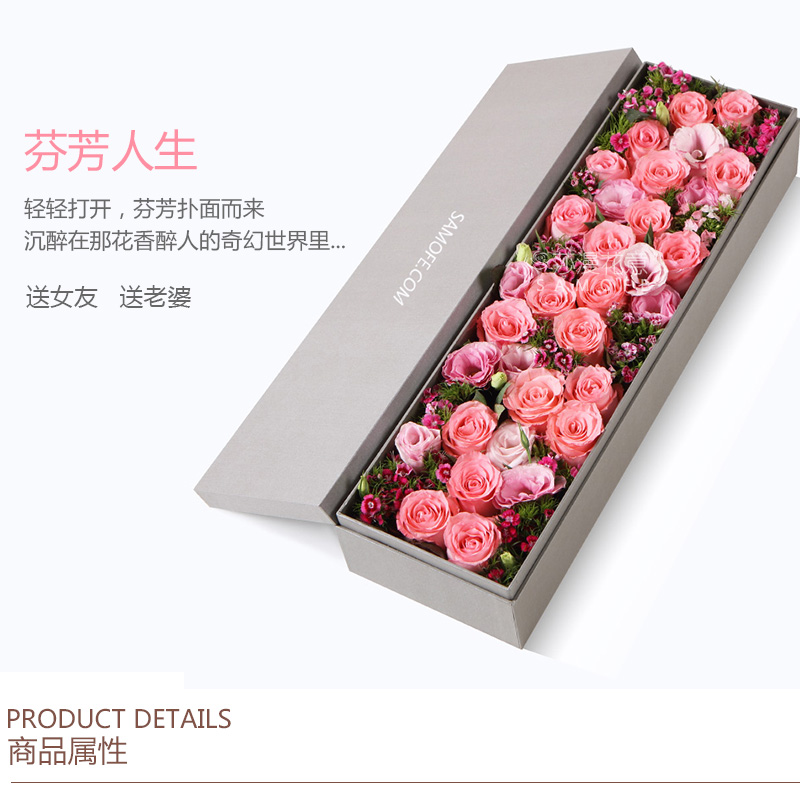 芬芳人生
轻轻打开，芬芳扑面而来
沉醉在那花香醉人的奇幻世界里...
送女友 送老婆
SAMOFE.COM
PRODUCT DETAILS
商品属性